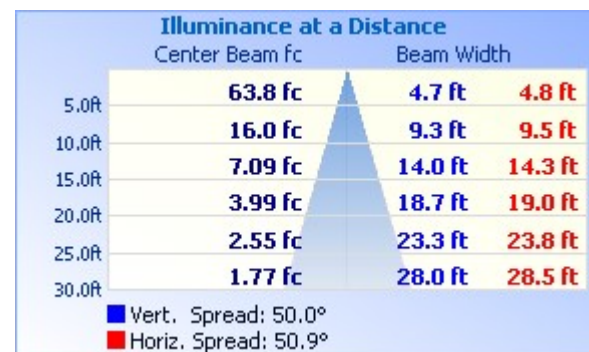 Illuminance at a Distance
Center Beam fc Beam Width
5.0ft 63.8 fc 4.7 ft 4.8 ft
10.0ft 16.0 fc 9.3 ft 9.5 ft
15.0ft 7.09 fc 14.0 ft 14.3 ft
20.0ft 3.99 fc 18.7 ft 19.0 ft
25.0ft 2.55 fc 23.3 ft 23.8 ft
30.0ft 1.77 fc 28.0 ft 28.5 ft
Vert. Spread: 50.0°
Horiz. Spread: 50.9°